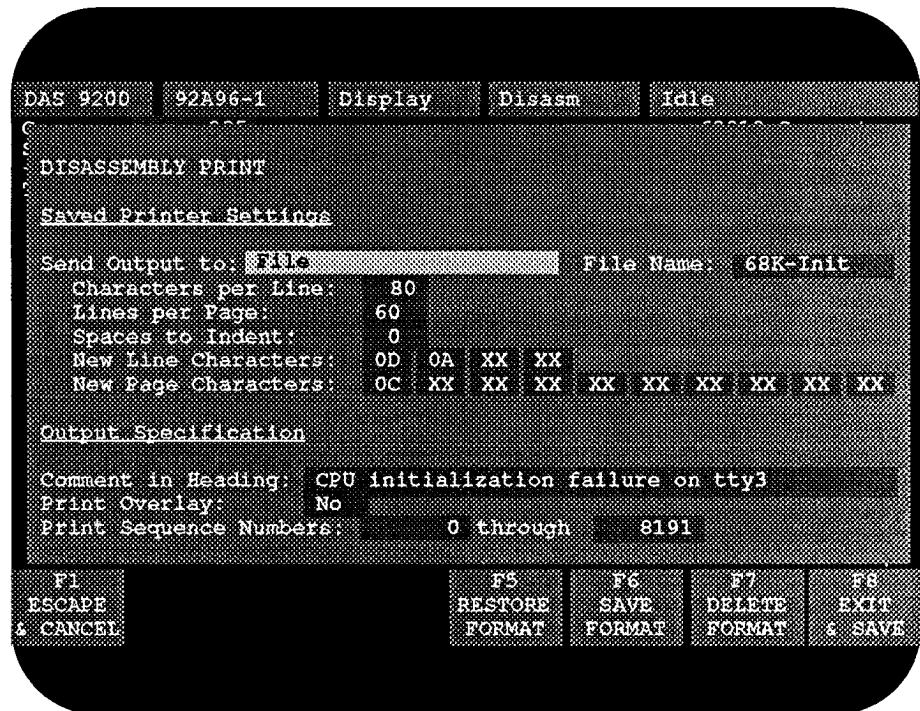 DAS 9200 92A96-1 Display Disasm Idle
DISASSEMBLY PRINT
Saved Printer Settings
Send Output to: File File Name: 68K-Init
Characters per Line: 80
Lines per Page: 60
Spaces to Indent: 0
New Line Characters: 0D 0A XX XX
New Page Characters: 0C XX XX XX XX XX XX XX XX XX
Output Specification
Comment in Heading: CPU initialization failure on tty3
Print Overlay: No
Print Sequence Numbers: 0 through 8191
F1 F5 F6 F7 F8
ESCAPE RESTORE SAVE DELETE EXIT
& CANCEL FORMAT FORMAT FORMAT & SAVE